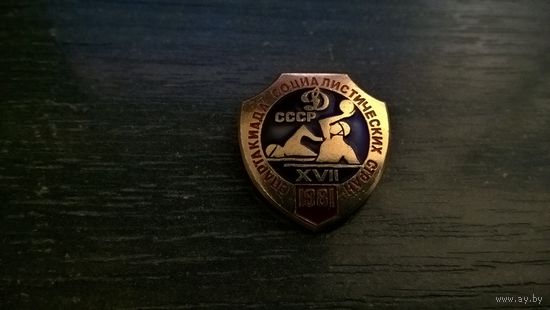 СПАРТАКИАДА СОЦИАЛИСТИЧЕСКИХ СТРАН
Д
СССР
XVII
1981
www.ay.by